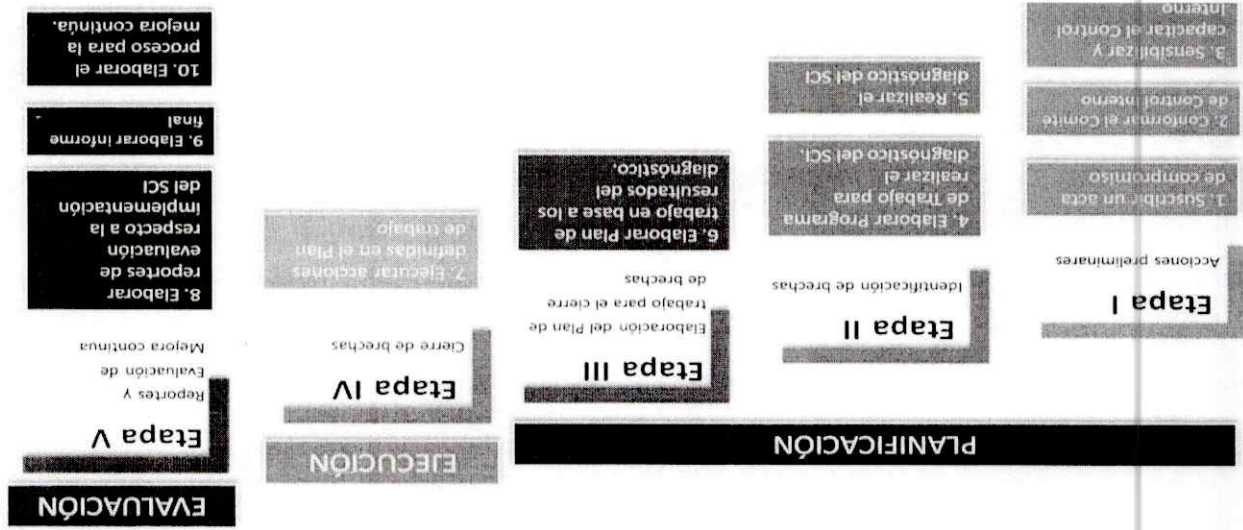 PLANIFICACIÓN
EJECUCIÓN
EVALUACIÓN
Etapa I
Acciones preliminares
1. Suscribir un acta
de compromiso
2. Conformar el Comité
de Control interno
3. Sensibilizar y
capacitar el Control
Interno
Etapa II
Identificación de brechas
4. Elaborar Programa
de Trabajo para
realizar el
diagnóstico del SCI.
5. Realizar el
diagnóstico del SCI
Etapa III
Elaboración del Plan de
trabajo para el cierre
de brechas
6. Elaborar Plan de
trabajo en base a los
resultados del
diagnóstico.
Etapa IV
Cierre de brechas
7. Ejecutar acciones
definidas en el Plan
de trabajo
Etapa V
Reportes y
Evaluación de
Mejora continua
8. Elaborar
reportes de
evaluación
respecto a la
implementación
del SCI
9. Elaborar informe
final
10. Elaborar el
proceso para la
mejora continúa.